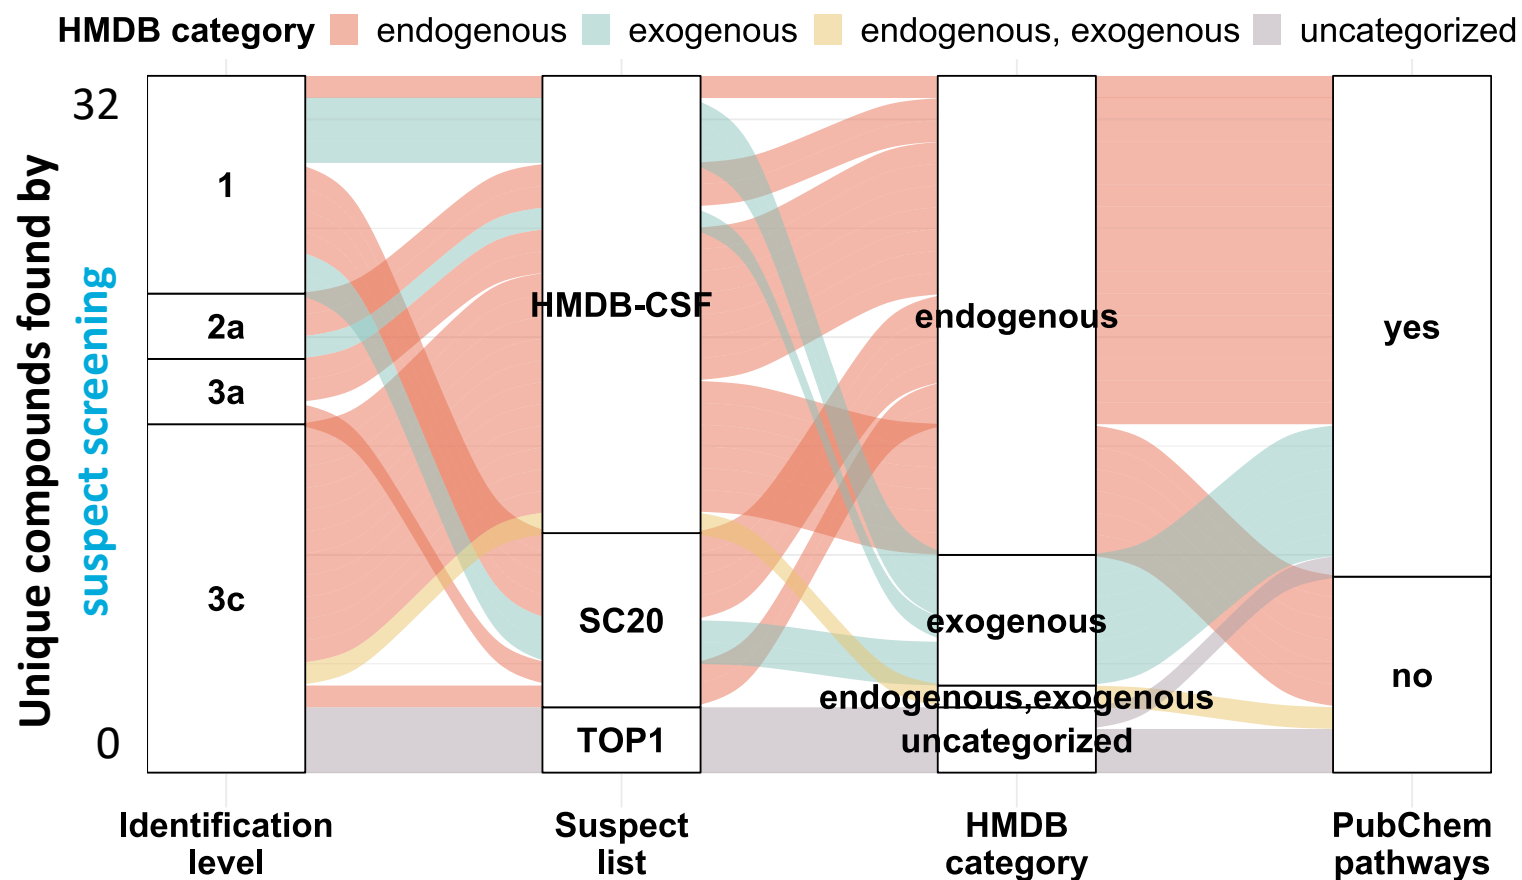 HMDB category endogenous exogenous endogenous, exogenous uncategorized
Unique compounds found by
suspect screening
32
0
1
2a
3a
3c
HMDB-CSF
SC20
TOP1
endogenous
exogenous
endogenous,exogenous
uncategorized
yes
no
Identification
level
Suspect
list
HMDB
category
PubChem
pathways